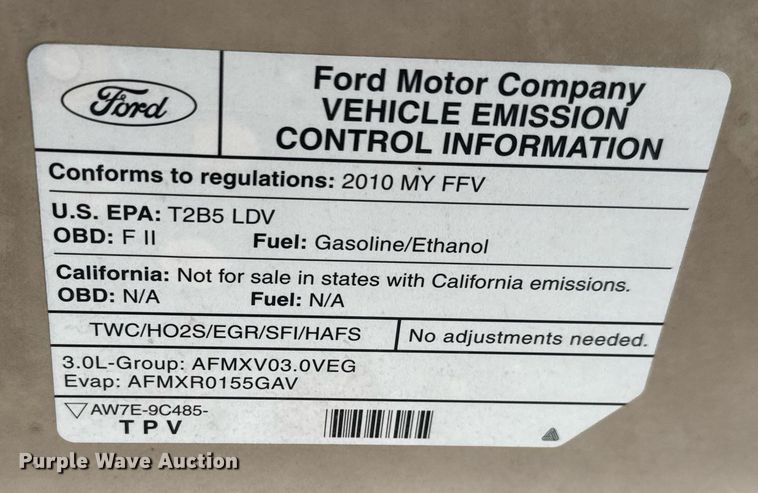 Ford
Ford Motor Company
VEHICLE EMISSION
CONTROL INFORMATION
Conforms to regulations: 2010 MY FFV
U.S. EPA: T2B5 LDV
OBD: F II Fuel: Gasoline/Ethanol
California: Not for sale in states with California emissions.
OBD: N/A Fuel: N/A
TWC/HO2S/EGR/SFI/HAFS No adjustments needed.
3.0L-Group: AFMXV03.0VEG
Evap: AFMXR0155GAV
AW7E-9C485-
TPV
Purple Wave Auction